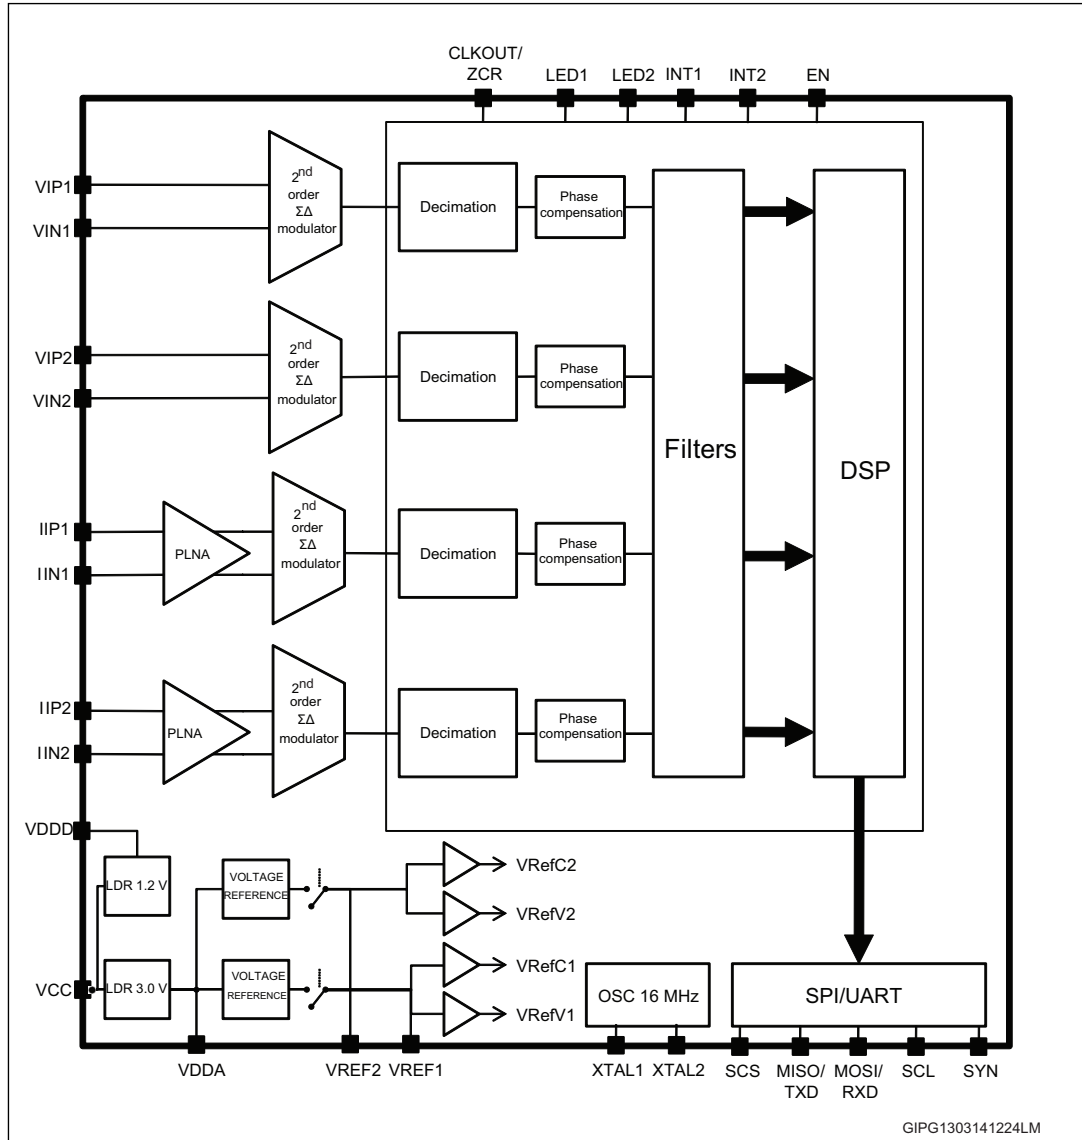 CLKOUT/
ZCR
LED1
LED2
INT1
INT2
EN
VIP1
VIN1
2nd
order
ΣΔ
modulator
Decimation
Phase
compensation
VIP2
VIN2
2nd
order
ΣΔ
modulator
Decimation
Phase
compensation
Filters
DSP
IIP1
IIN1
PLNA
2nd
order
ΣΔ
modulator
Decimation
Phase
compensation
IIP2
IIN2
PLNA
2nd
order
ΣΔ
modulator
Decimation
Phase
compensation
VDDD
LDR 1.2 V
VOLTAGE
REFERENCE
VRefC2
VRefV2
VCC
LDR 3.0 V
VOLTAGE
REFERENCE
VRefC1
VRefV1
OSC 16 MHz
SPI/UART
VDDA
VREF2
VREF1
XTAL1
XTAL2
SCS
MISO/
TXD
MOSI/
RXD
SCL
SYN
GIPG1303141224LM